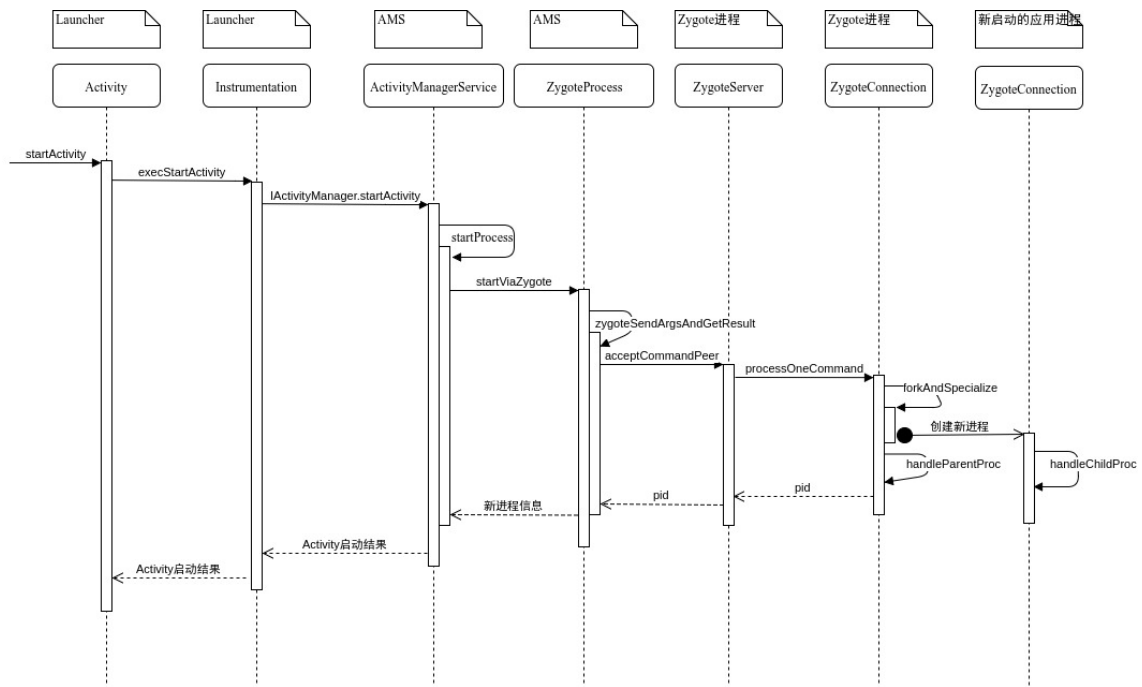 Launcher
Launcher
AMS
AMS
Zygote进程
Zygote进程
新启动的应用进程
Activity
Instrumentation
ActivityManagerService
ZygoteProcess
ZygoteServer
ZygoteConnection
ZygoteConnection
startActivity
execStartActivity
IActivityManager.startActivity
startProcess
startViaZygote
zygoteSendArgsAndGetResult
acceptCommandPeer
processOneCommand
forkAndSpecialize
创建新进程
handleParentProc
handleChildProc
pid
pid
新进程信息
Activity启动结果
Activity启动结果